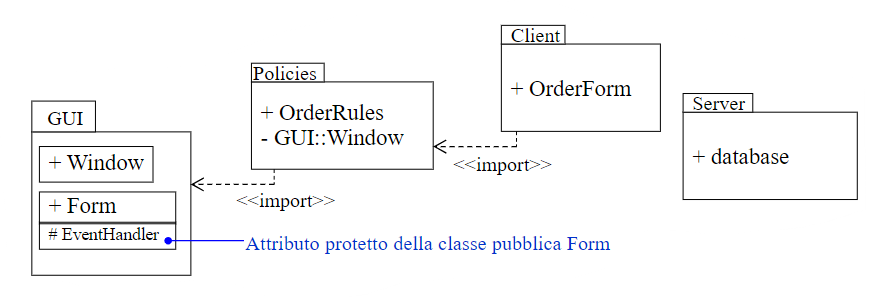 Client
+ OrderForm
Policies
+ OrderRules
- GUI::Window
<<import>>
Server
+ database
GUI
+ Window
+ Form
# EventHandler
<<import>>
Attributo protetto della classe pubblica Form